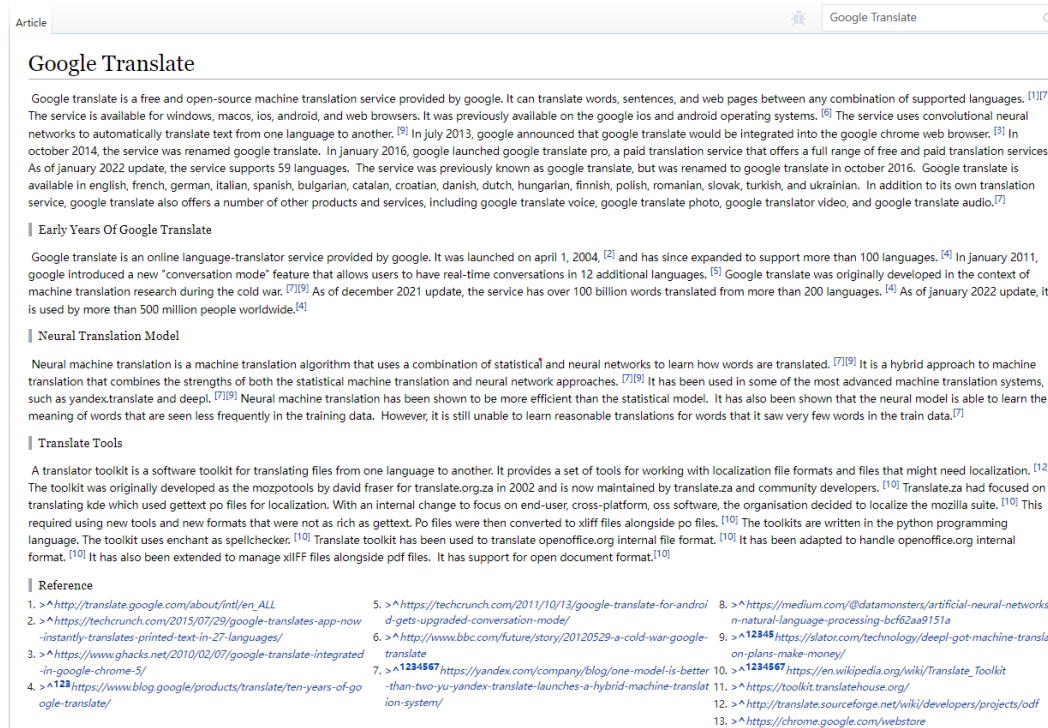 Article
Google Translate
Google Translate
Google translate is a free and open-source machine translation service provided by google. It can translate words, sentences, and web pages between any combination of supported languages. [1][7
The service is available for windows, macos, ios, android, and web browsers. It was previously available on the google ios and android operating systems. [6] The service uses convolutional neural
networks to automatically translate text from one language to another. [9] In july 2013, google announced that google translate would be integrated into the google chrome web browser. [3] In
october 2014, the service was renamed google translate. In january 2016, google launched google translate pro, a paid translation service that offers a full range of free and paid translation services
As of january 2022 update, the service supports 59 languages. The service was previously known as google translate, but was renamed to google translate in october 2016. Google translate is
available in english, french, german, italian, spanish, bulgarian, catalan, croatian, danish, dutch, hungarian, finnish, polish, romanian, slovak, turkish, and ukrainian. In addition to its own translation
service, google translate also offers a number of other products and services, including google translate voice, google translate photo, google translator video, and google translate audio.[7]
Early Years Of Google Translate
Google translate is an online language-translator service provided by google. It was launched on april 1, 2004, [2] and has since expanded to support more than 100 languages. [4] In january 2011,
google introduced a new "conversation mode" feature that allows users to have real-time conversations in 12 additional languages. [5] Google translate was originally developed in the context of
machine translation research during the cold war. [7][9] As of december 2021 update, the service has over 100 billion words translated from more than 200 languages. [4] As of january 2022 update, it
is used by more than 500 million people worldwide.[4]
Neural Translation Model
Neural machine translation is a machine translation algorithm that uses a combination of statistical and neural networks to learn how words are translated. [7][9] It is a hybrid approach to machine
translation that combines the strengths of both the statistical machine translation and neural network approaches. [7][9] It has been used in some of the most advanced machine translation systems,
such as yandex.translate and deepl. [7][9] Neural machine translation has been shown to be more efficient than the statistical model. It has also been shown that the neural model is able to learn the
meaning of words that are seen less frequently in the training data. However, it is still unable to learn reasonable translations for words that it saw very few words in the train data.[7]
Translate Tools
A translator toolkit is a software toolkit for translating files from one language to another. It provides a set of tools for working with localization file formats and files that might need localization. [12
The toolkit was originally developed as the mozpotools by david fraser for translate.org.za in 2002 and is now maintained by translate.za and community developers. [10] Translate.za had focused on
translating kde which used gettext po files for localization. With an internal change to focus on end-user, cross-platform, oss software, the organisation decided to localize the mozilla suite. [10] This
required using new tools and new formats that were not as rich as gettext. Po files were then converted to xliff files alongside po files. [10] The toolkits are written in the python programming
language. The toolkit uses enchant as spellchecker. [10] Translate toolkit has been used to translate openoffice.org internal file format. [10] It has been adapted to handle openoffice.org internal
format. [10] It has also been extended to manage xlIFF files alongside pdf files. It has support for open document format.[10]
Reference
1. >^http://translate.google.com/about/intl/en_ALL
2. >^https://techcrunch.com/2015/07/29/google-translates-app-now
-instantly-translates-printed-text-in-27-languages/
3. >^https://www.ghacks.net/2010/02/07/google-translate-integrated
-in-google-chrome-5/
4. >^123https://www.blog.google/products/translate/ten-years-of-go
ogle-translate/
5. >^https://techcrunch.com/2011/10/13/google-translate-for-androi
d-gets-upgraded-conversation-mode/
6. >^http://www.bbc.com/future/story/20120529-a-cold-war-google-
translate
7. >^1234567https://yandex.com/company/blog/one-model-is-better
-than-two-yu-yandex-translate-launches-a-hybrid-machine-translat
ion-system/
8. >^https://medium.com/@datamonsters/artificial-neural-networks
n-natural-language-processing-bcf62aa9151a
9. >^12345https://slator.com/technology/deepl-got-machine-transla
on-plans-make-money/
10. >^1234567https://en.wikipedia.org/wiki/Translate_Toolkit
11. >^https://toolkit.translatehouse.org/
12. >^http://translate.sourceforge.net/wiki/developers/projects/odf
13. >^https://chrome.google.com/webstore